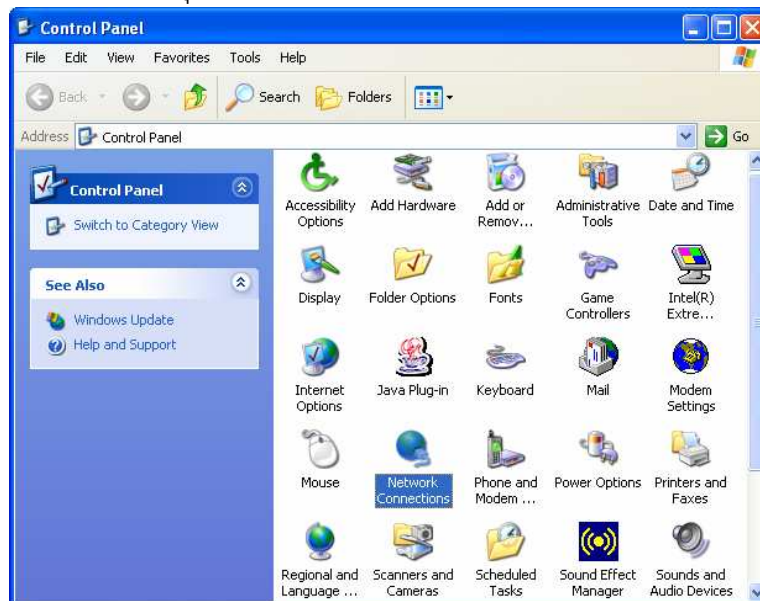 Control Panel
File Edit View Favorites Tools Help
Back Search Folders
Address Control Panel Go
Control Panel
Switch to Category View
See Also
Windows Update
Help and Support
Accessibility Options
Add Hardware
Add or Remov...
Administrative Tools
Date and Time
Display
Folder Options
Fonts
Game Controllers
Intel(R) Extre...
Internet Options
Java Plug-in
Keyboard
Mail
Modem Settings
Mouse
Network Connections
Phone and Modem ...
Power Options
Printers and Faxes
Regional and Language ...
Scanners and Cameras
Scheduled Tasks
Sound Effect Manager
Sounds and Audio Devices